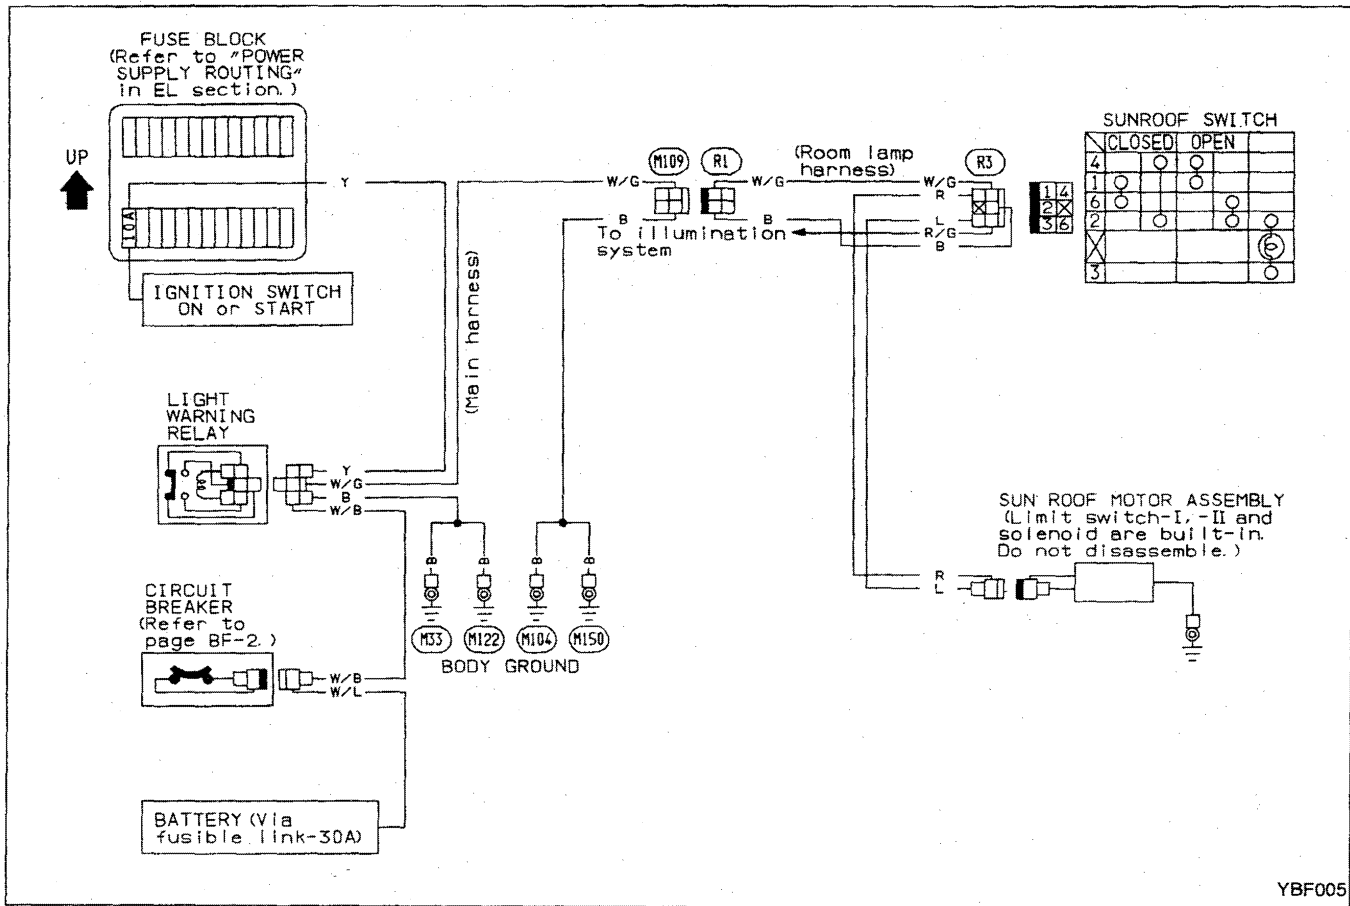 FUSE BLOCK
(Refer to "POWER
SUPPLY ROUTING"
in EL section.)
UP
10A
Y
IGNITION SWITCH
ON or START
(Main harness)
M109
R1
(Room lamp
harness)
R3
W/G
W/G
W/G
R
B
B
L
R/G
B
To illumination
system
1 4
2
3 6
SUNROOF SWITCH
CLOSED OPEN
4
1
6
2
3
LIGHT
WARNING
RELAY
Y
W/G
B
W/B
B
B
B
B
M33
M122
M104
M150
BODY GROUND
CIRCUIT
BREAKER
(Refer to
page BF-2.)
W/B
W/L
BATTERY (Via
fusible link-30A)
SUN ROOF MOTOR ASSEMBLY
(Limit switch-I, -II and
solenoid are built-in.
Do not disassemble.)
R
L
YBF005